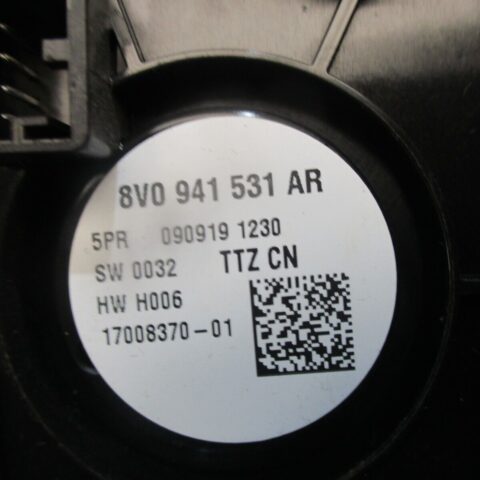 8V0 941 531 AR
5PR 090919 1230
SW 0032 TTZ CN
HW H006
17008370-01